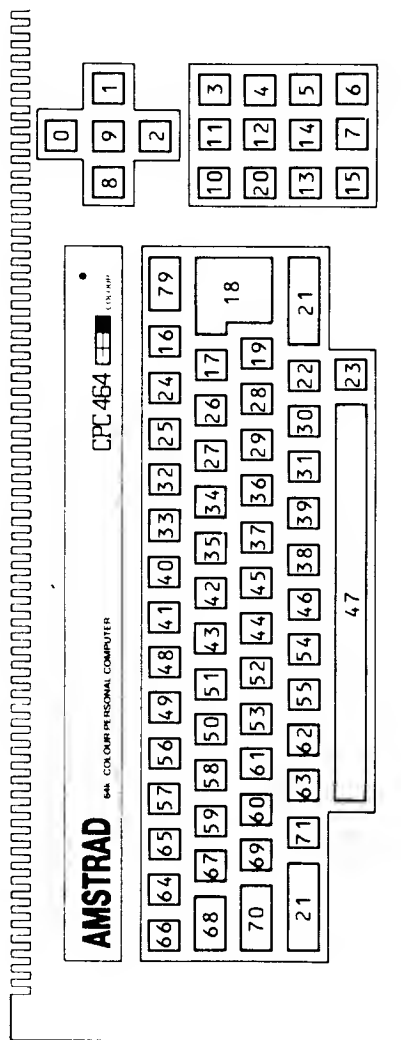 AMSTRAD 64k COLOUR PERSONAL COMPUTER CPC 464 COLOUR
66 64 65 57 56 49 48 41 40 33 32 25 24 16 79
68 67 59 58 50 51 43 42 35 34 27 26 17 18
70 69 60 61 53 52 44 45 37 36 29 28 19
21 71 63 62 55 54 46 38 39 31 30 22 21
47 23
0
8 9 1
2
10 11 3
20 12 4
13 14 5
15 7 6